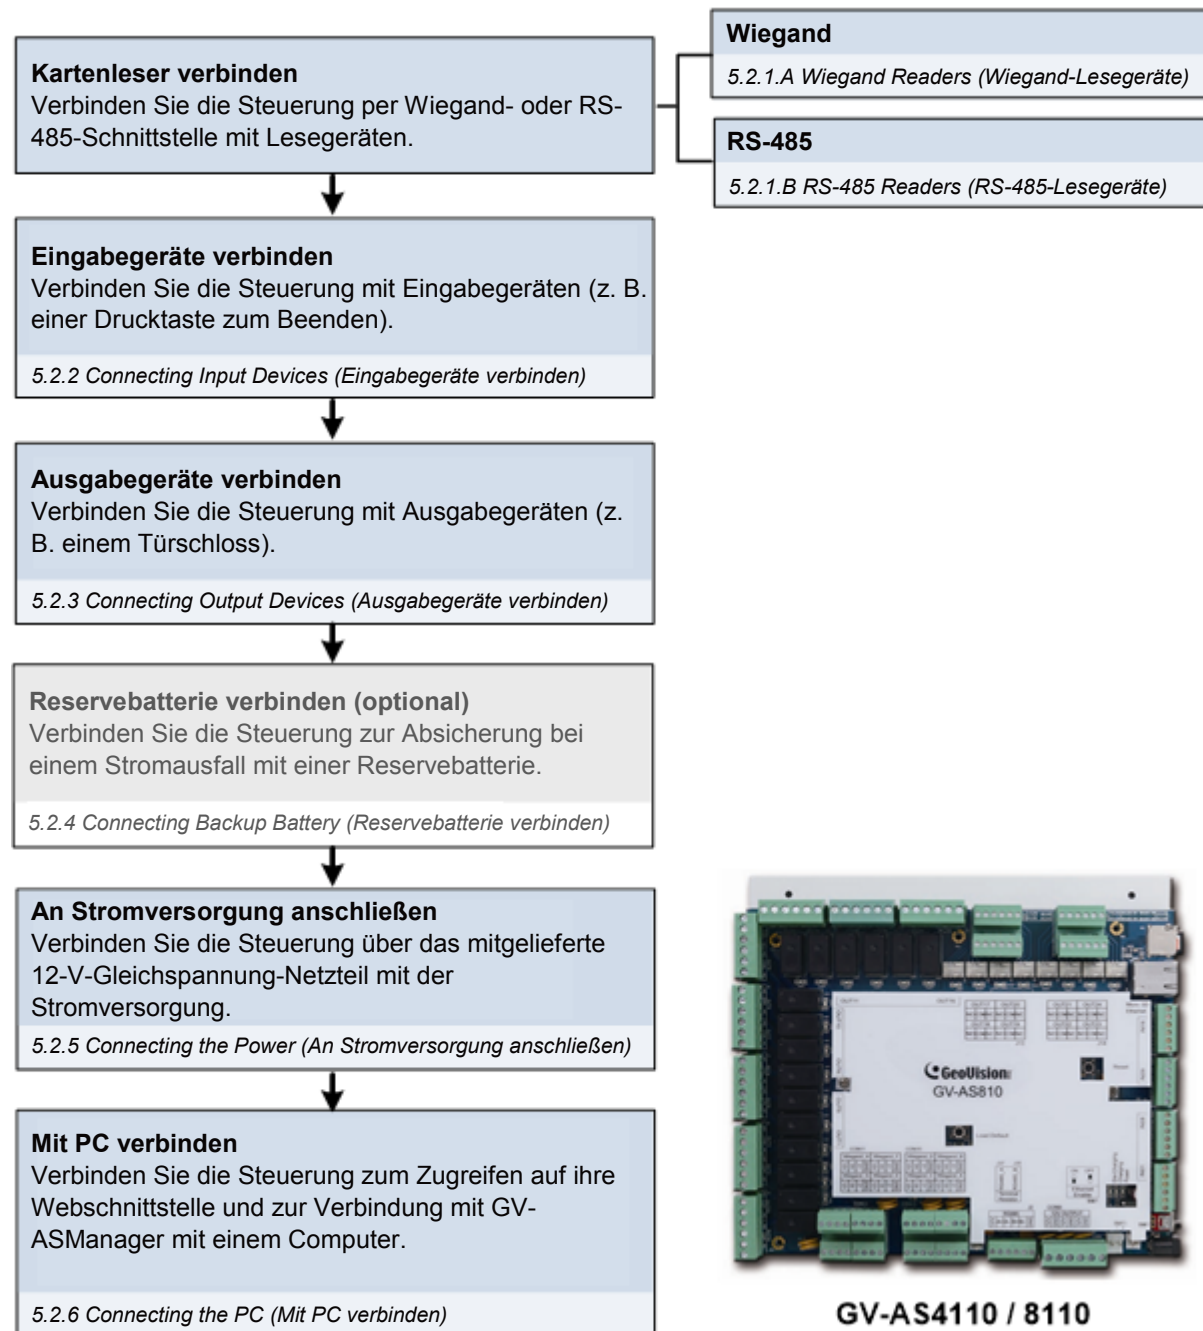 Kartenleser verbinden
Verbinden Sie die Steuerung per Wiegand- oder RS-
485-Schnittstelle mit Lesegeräten.
Wiegand
5.2.1.A Wiegand Readers (Wiegand-Lesegeräte)
RS-485
5.2.1.B RS-485 Readers (RS-485-Lesegeräte)
Eingabegeräte verbinden
Verbinden Sie die Steuerung mit Eingabegeräten (z. B.
einer Drucktaste zum Beenden).
5.2.2 Connecting Input Devices (Eingabegeräte verbinden)
Ausgabegeräte verbinden
Verbinden Sie die Steuerung mit Ausgabegeräten (z.
B. einem Türschloss).
5.2.3 Connecting Output Devices (Ausgabegeräte verbinden)
Reservebatterie verbinden (optional)
Verbinden Sie die Steuerung zur Absicherung bei
einem Stromausfall mit einer Reservebatterie.
5.2.4 Connecting Backup Battery (Reservebatterie verbinden)
An Stromversorgung anschließen
Verbinden Sie die Steuerung über das mitgelieferte
12-V-Gleichspannung-Netzteil mit der
Stromversorgung.
5.2.5 Connecting the Power (An Stromversorgung anschließen)
Mit PC verbinden
Verbinden Sie die Steuerung zum Zugreifen auf ihre
Webschnittstelle und zur Verbindung mit GV-
ASManager mit einem Computer.
5.2.6 Connecting the PC (Mit PC verbinden)
GeoVision
GV-AS810
Load Default
GV-AS4110 / 8110